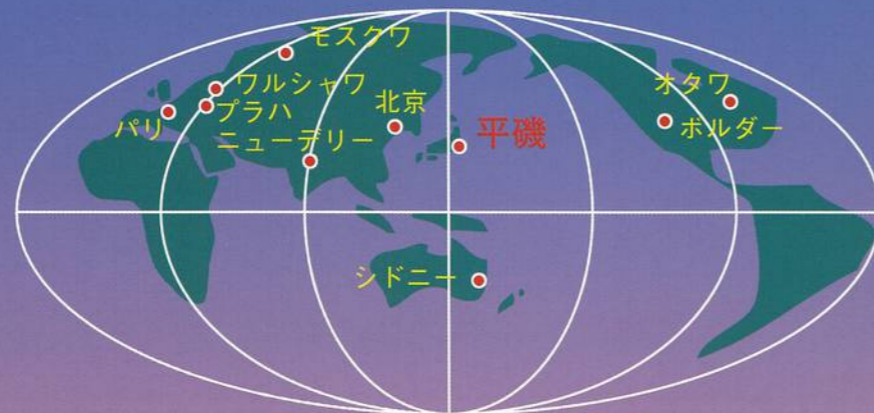 モスクワ
ワルシャワ
オタワ
プラハ
北京
パリ
ボルダー
平磯
ニューデリー
シドニー